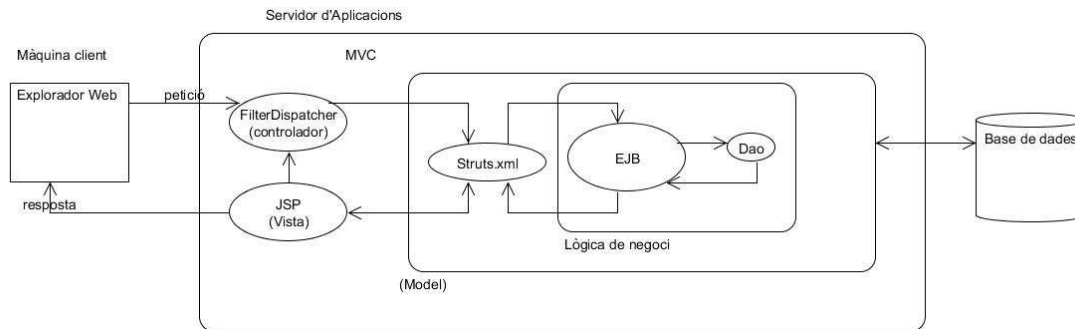 Servidor d'Aplicacions
Màquina client
MVC
Explorador Web
petició
FilterDispatcher
(controlador)
Struts.xml
EJB
Dao
Base de dades
resposta
JSP
(Vista)
Lògica de negoci
(Model)